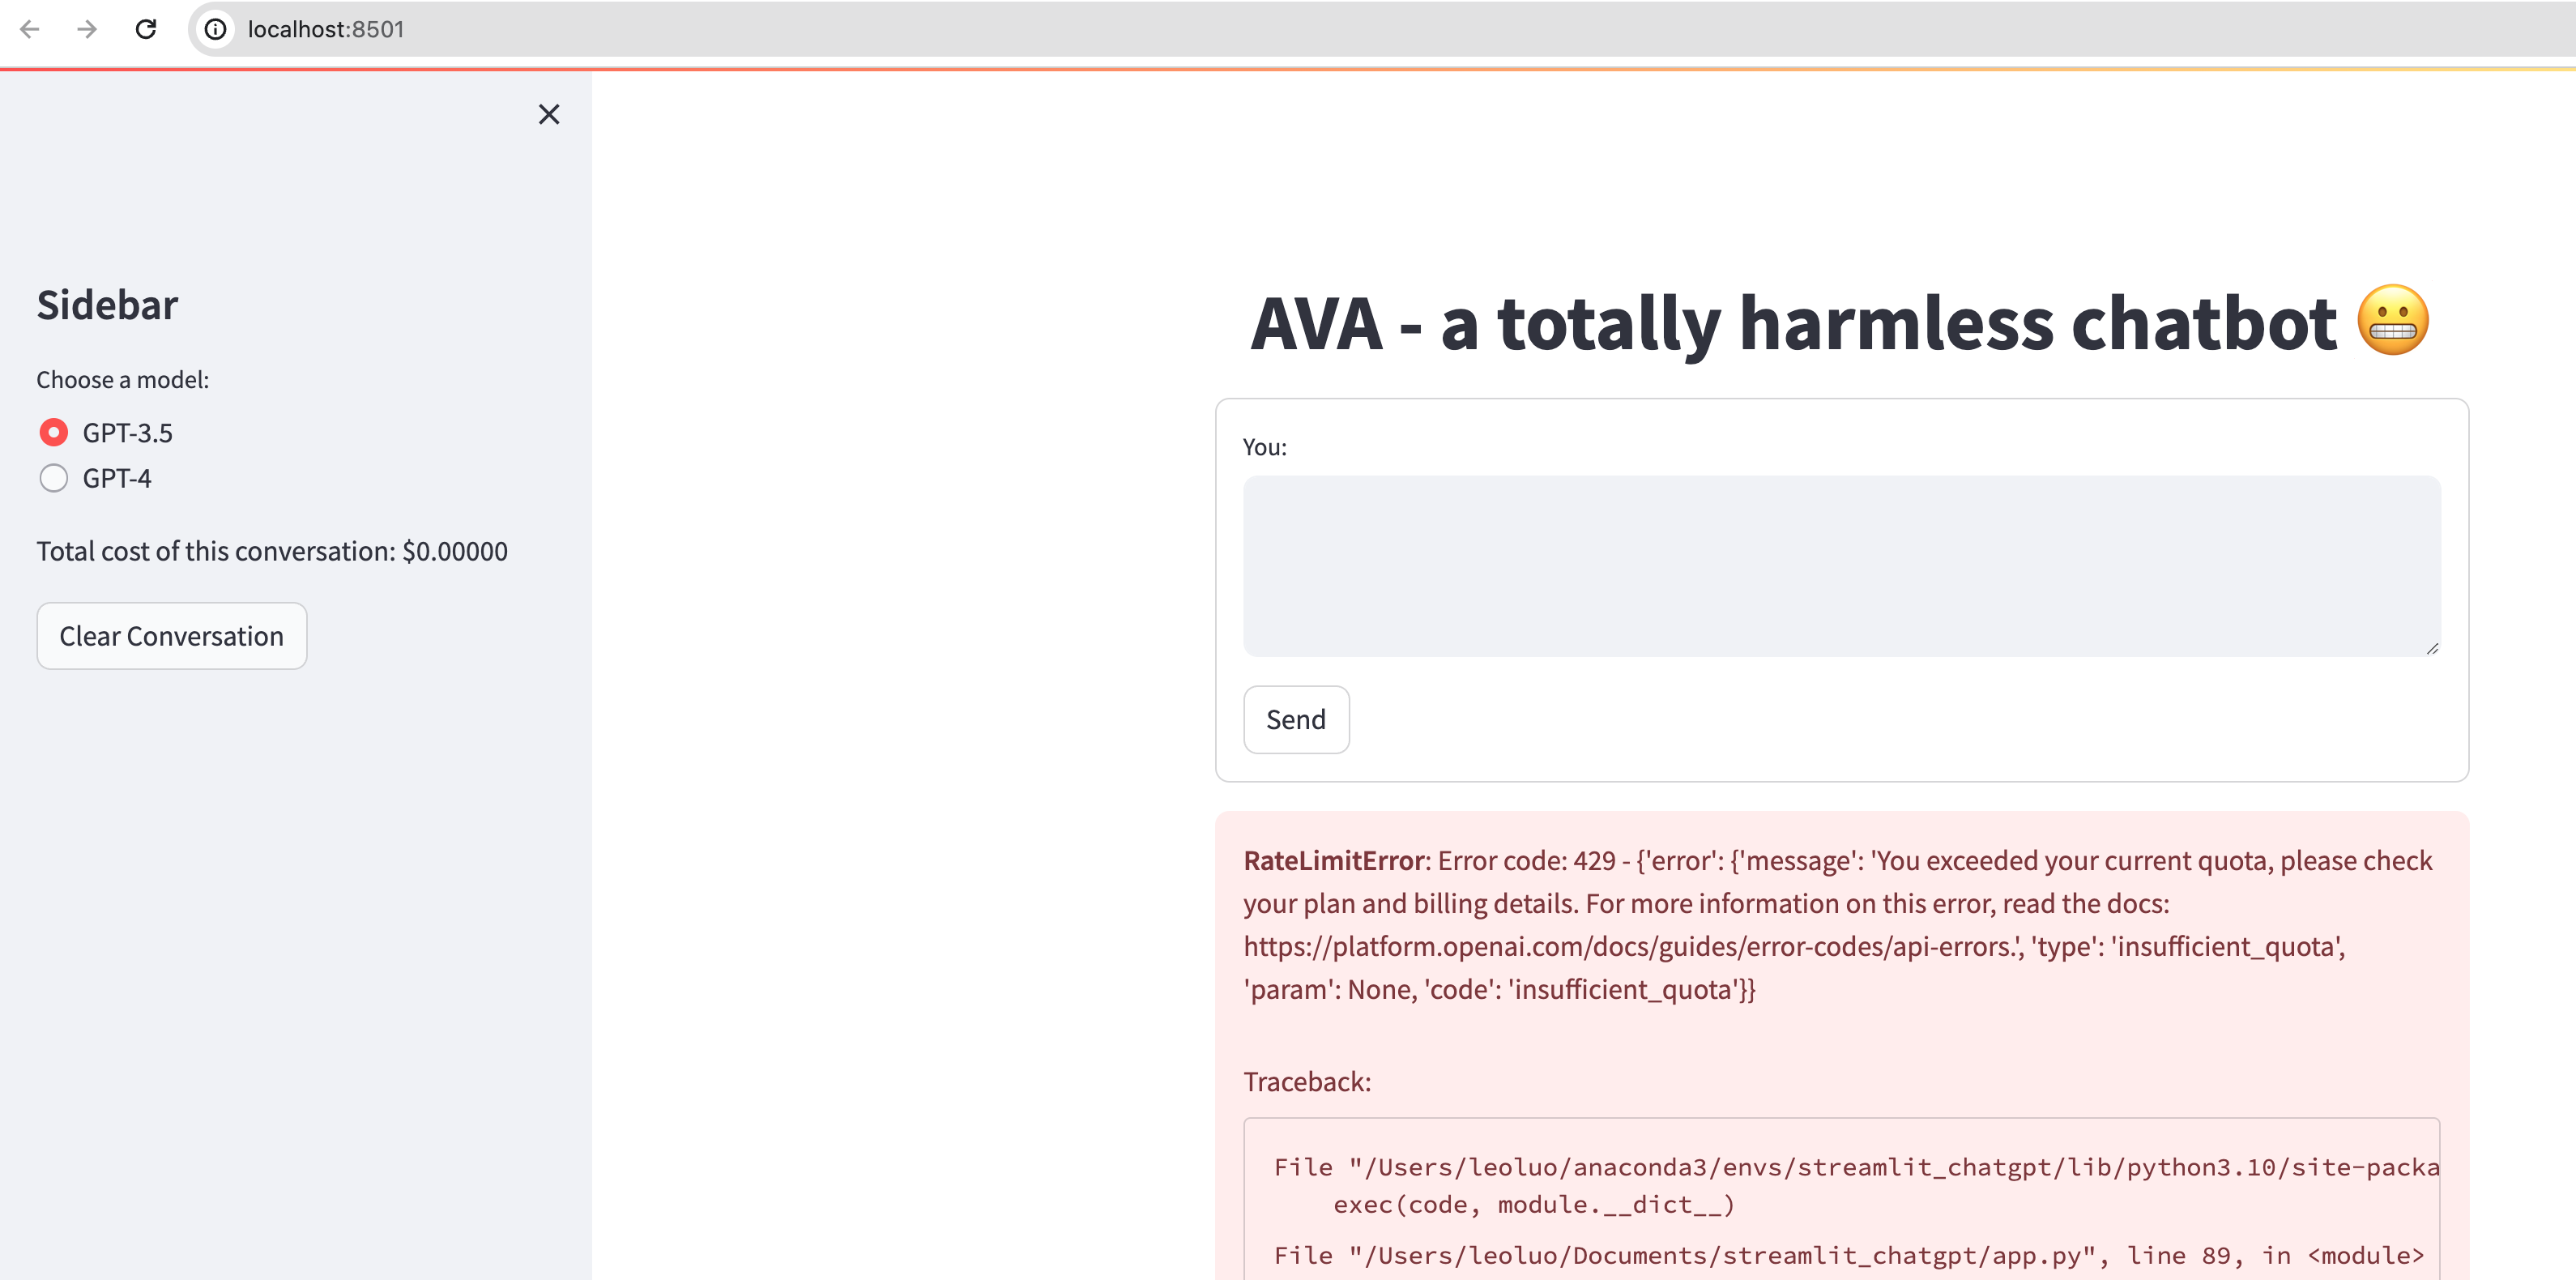 localhost:8501
Sidebar
Choose a model:
GPT-3.5
GPT-4
Total cost of this conversation: $0.00000
Clear Conversation
AVA - a totally harmless chatbot 😬
You:
Send
RateLimitError: Error code: 429 - {'error': {'message': 'You exceeded your current quota, please check
your plan and billing details. For more information on this error, read the docs:
https://platform.openai.com/docs/guides/error-codes/api-errors.', 'type': 'insufficient_quota',
'param': None, 'code': 'insufficient_quota'}}
Traceback:
File "/Users/leoluo/anaconda3/envs/streamlit_chatgpt/lib/python3.10/site-packa
exec(code, module.__dict__)
File "/Users/leoluo/Documents/streamlit_chatgpt/app.py", line 89, in <module>